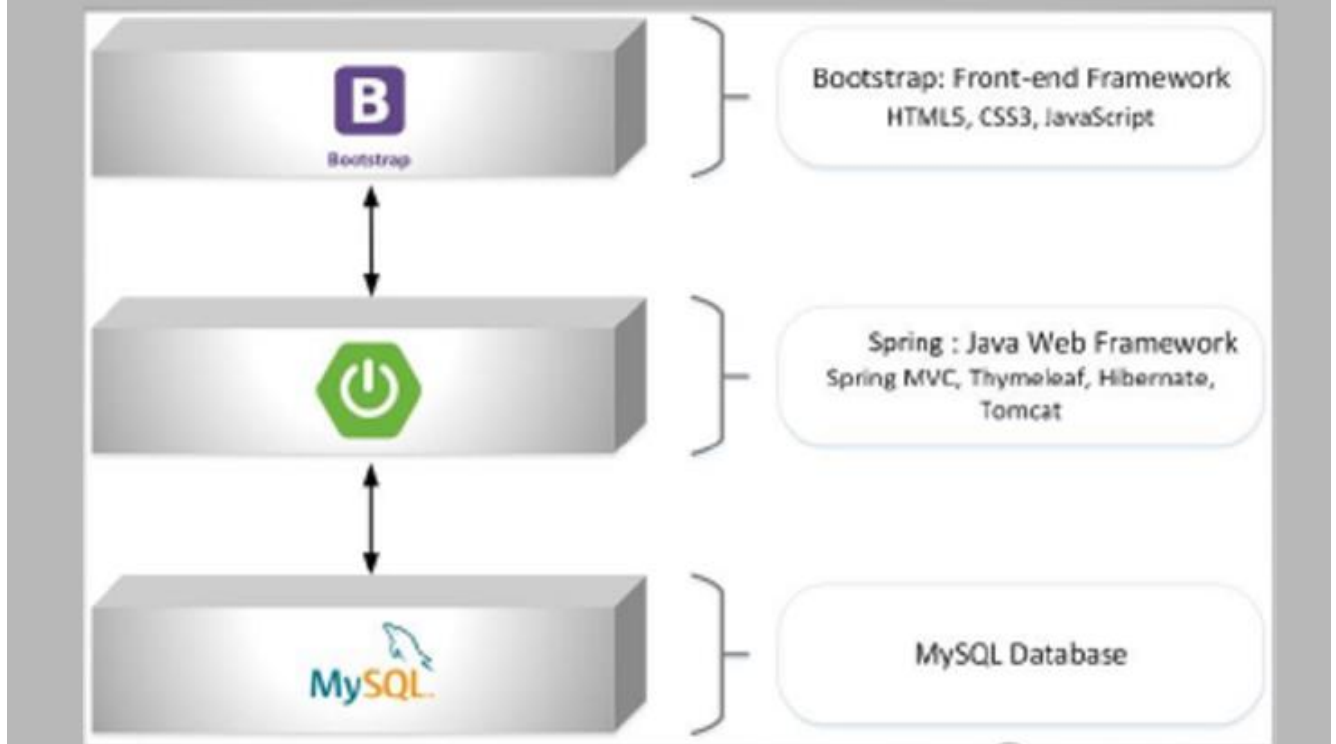 B
Bootstrap
Bootstrap: Front-end Framework
HTML5, CSS3, JavaScript
Spring : Java Web Framework
Spring MVC, Thymeleaf, Hibernate,
Tomcat
MySQL.
MySQL Database